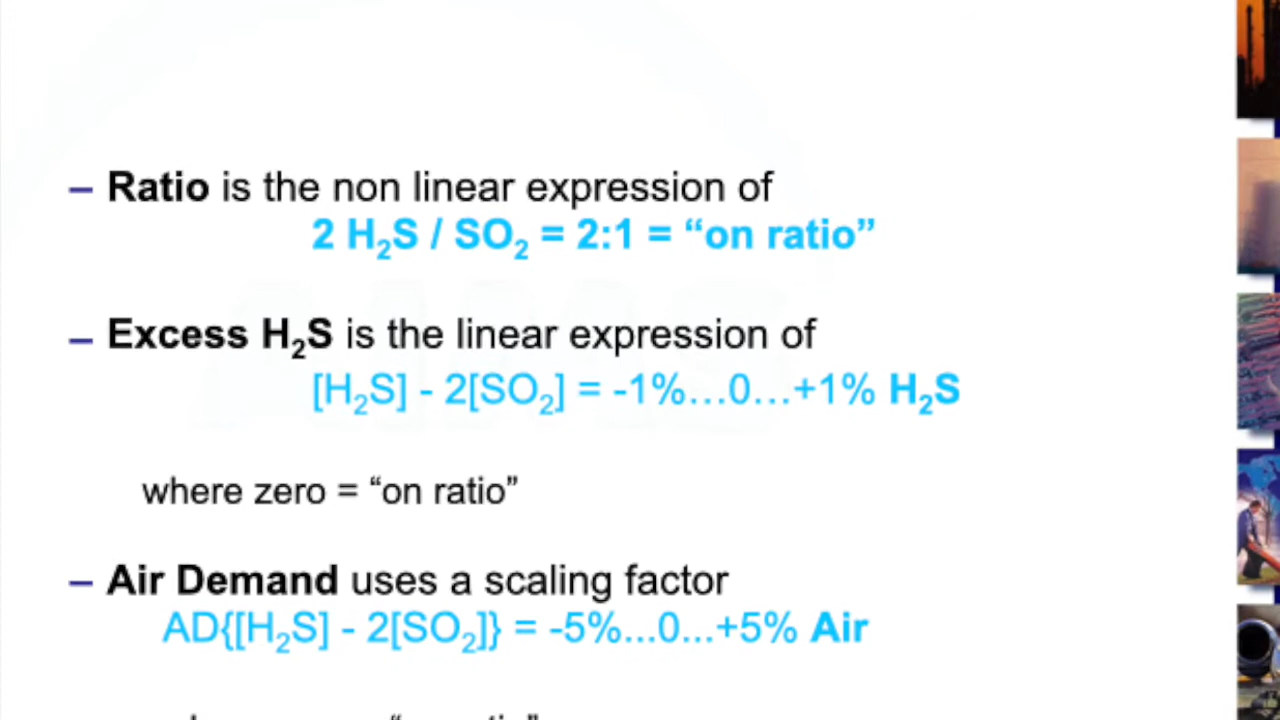 – Ratio is the non linear expression of
2 H₂S / SO₂ = 2:1 = “on ratio”
– Excess H₂S is the linear expression of
[H₂S] - 2[SO₂] = -1%...0...+1% H₂S
where zero = “on ratio”
– Air Demand uses a scaling factor
AD{[H₂S] - 2[SO₂]} = -5%...0...+5% Air